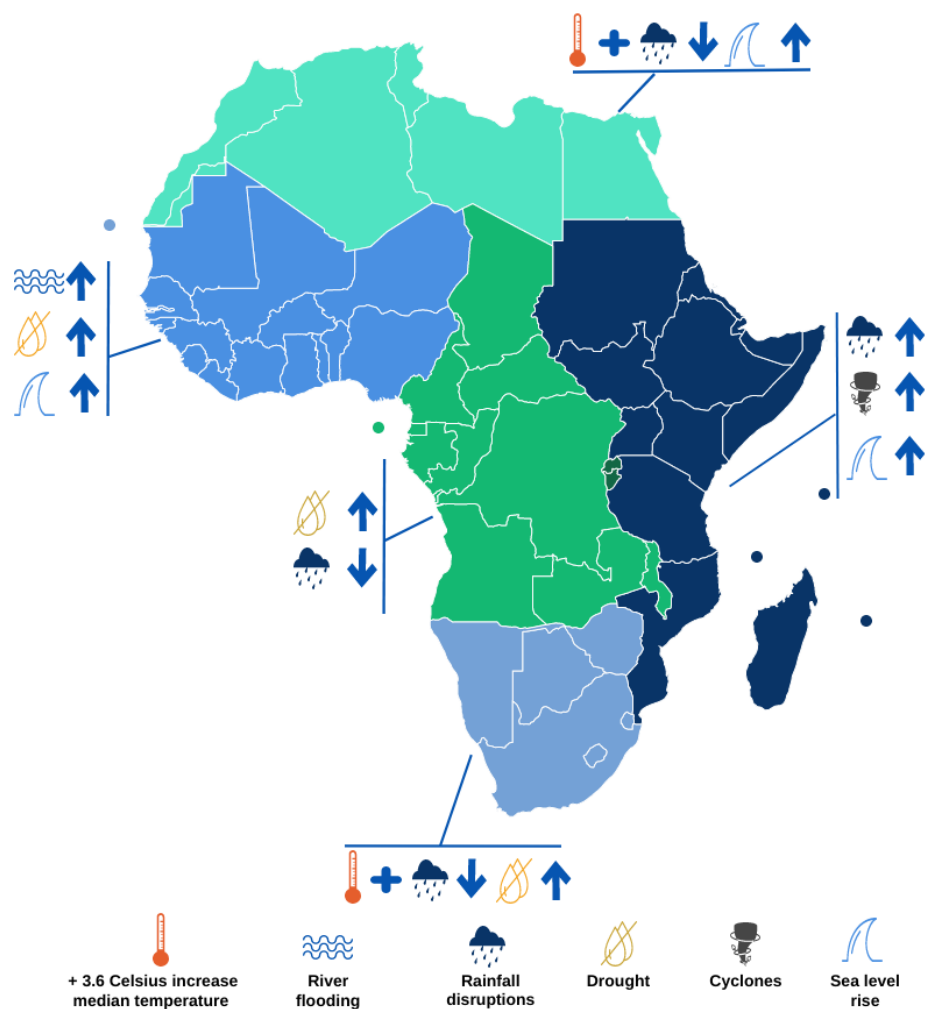 + 3.6 Celsius increase
median temperature
River
flooding
Rainfall
disruptions
Drought
Cyclones
Sea level
rise